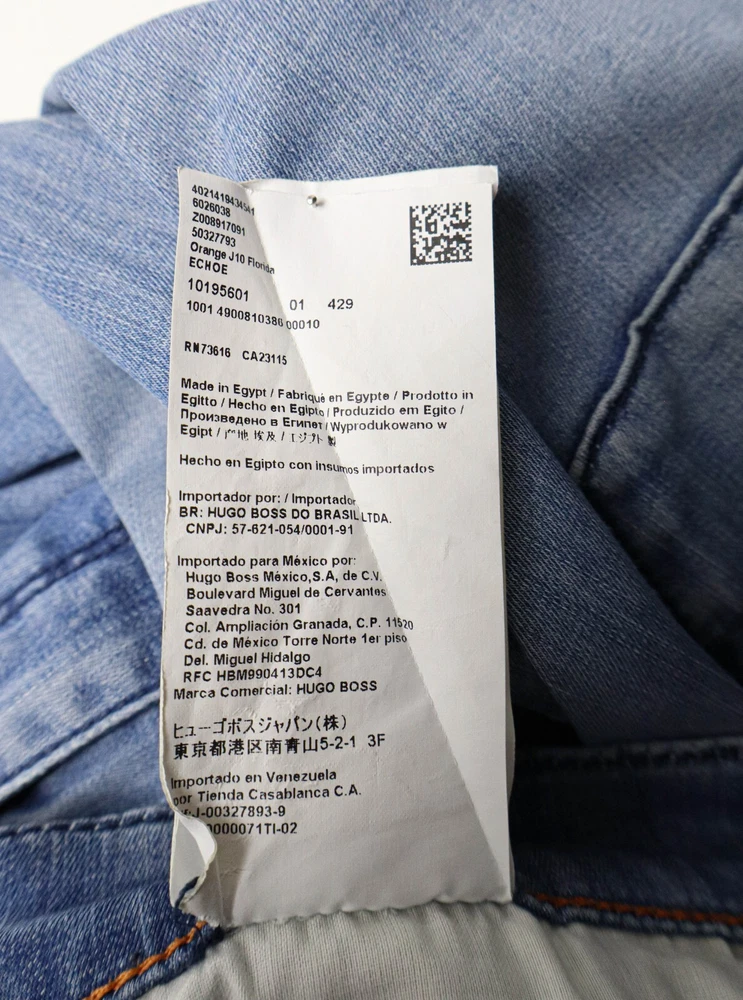 4021419434541
6026038
Z008917091
50327793
Orange J10 Florida
ECHOE
10195601 01 429
1001 4900810386 00010
RN73616 CA23115
Made in Egypt / Fabriqué en Egypte / Prodotto in
Egitto / Hecho en Egipto / Produzido em Egito /
Произведено в Египет / Wyprodukowano w
Egipt / 产地 埃及 / エジプト製
Hecho en Egipto con insumos importados
Importador por: / Importador
BR: HUGO BOSS DO BRASIL LTDA.
CNPJ: 57-621-054/0001-91
Importado para México por:
Hugo Boss México,S.A, de C.V.
Boulevard Miguel de Cervantes
Saavedra No. 301
Col. Ampliación Granada, C.P. 11520
Cd. de México Torre Norte 1er piso
Del. Miguel Hidalgo
RFC HBM990413DC4
Marca Comercial: HUGO BOSS
ヒューゴボスジャパン(株)
東京都港区南青山5-2-1 3F
Importado en Venezuela
por Tienda Casablanca C.A.
J-00327893-9
000071TI-02